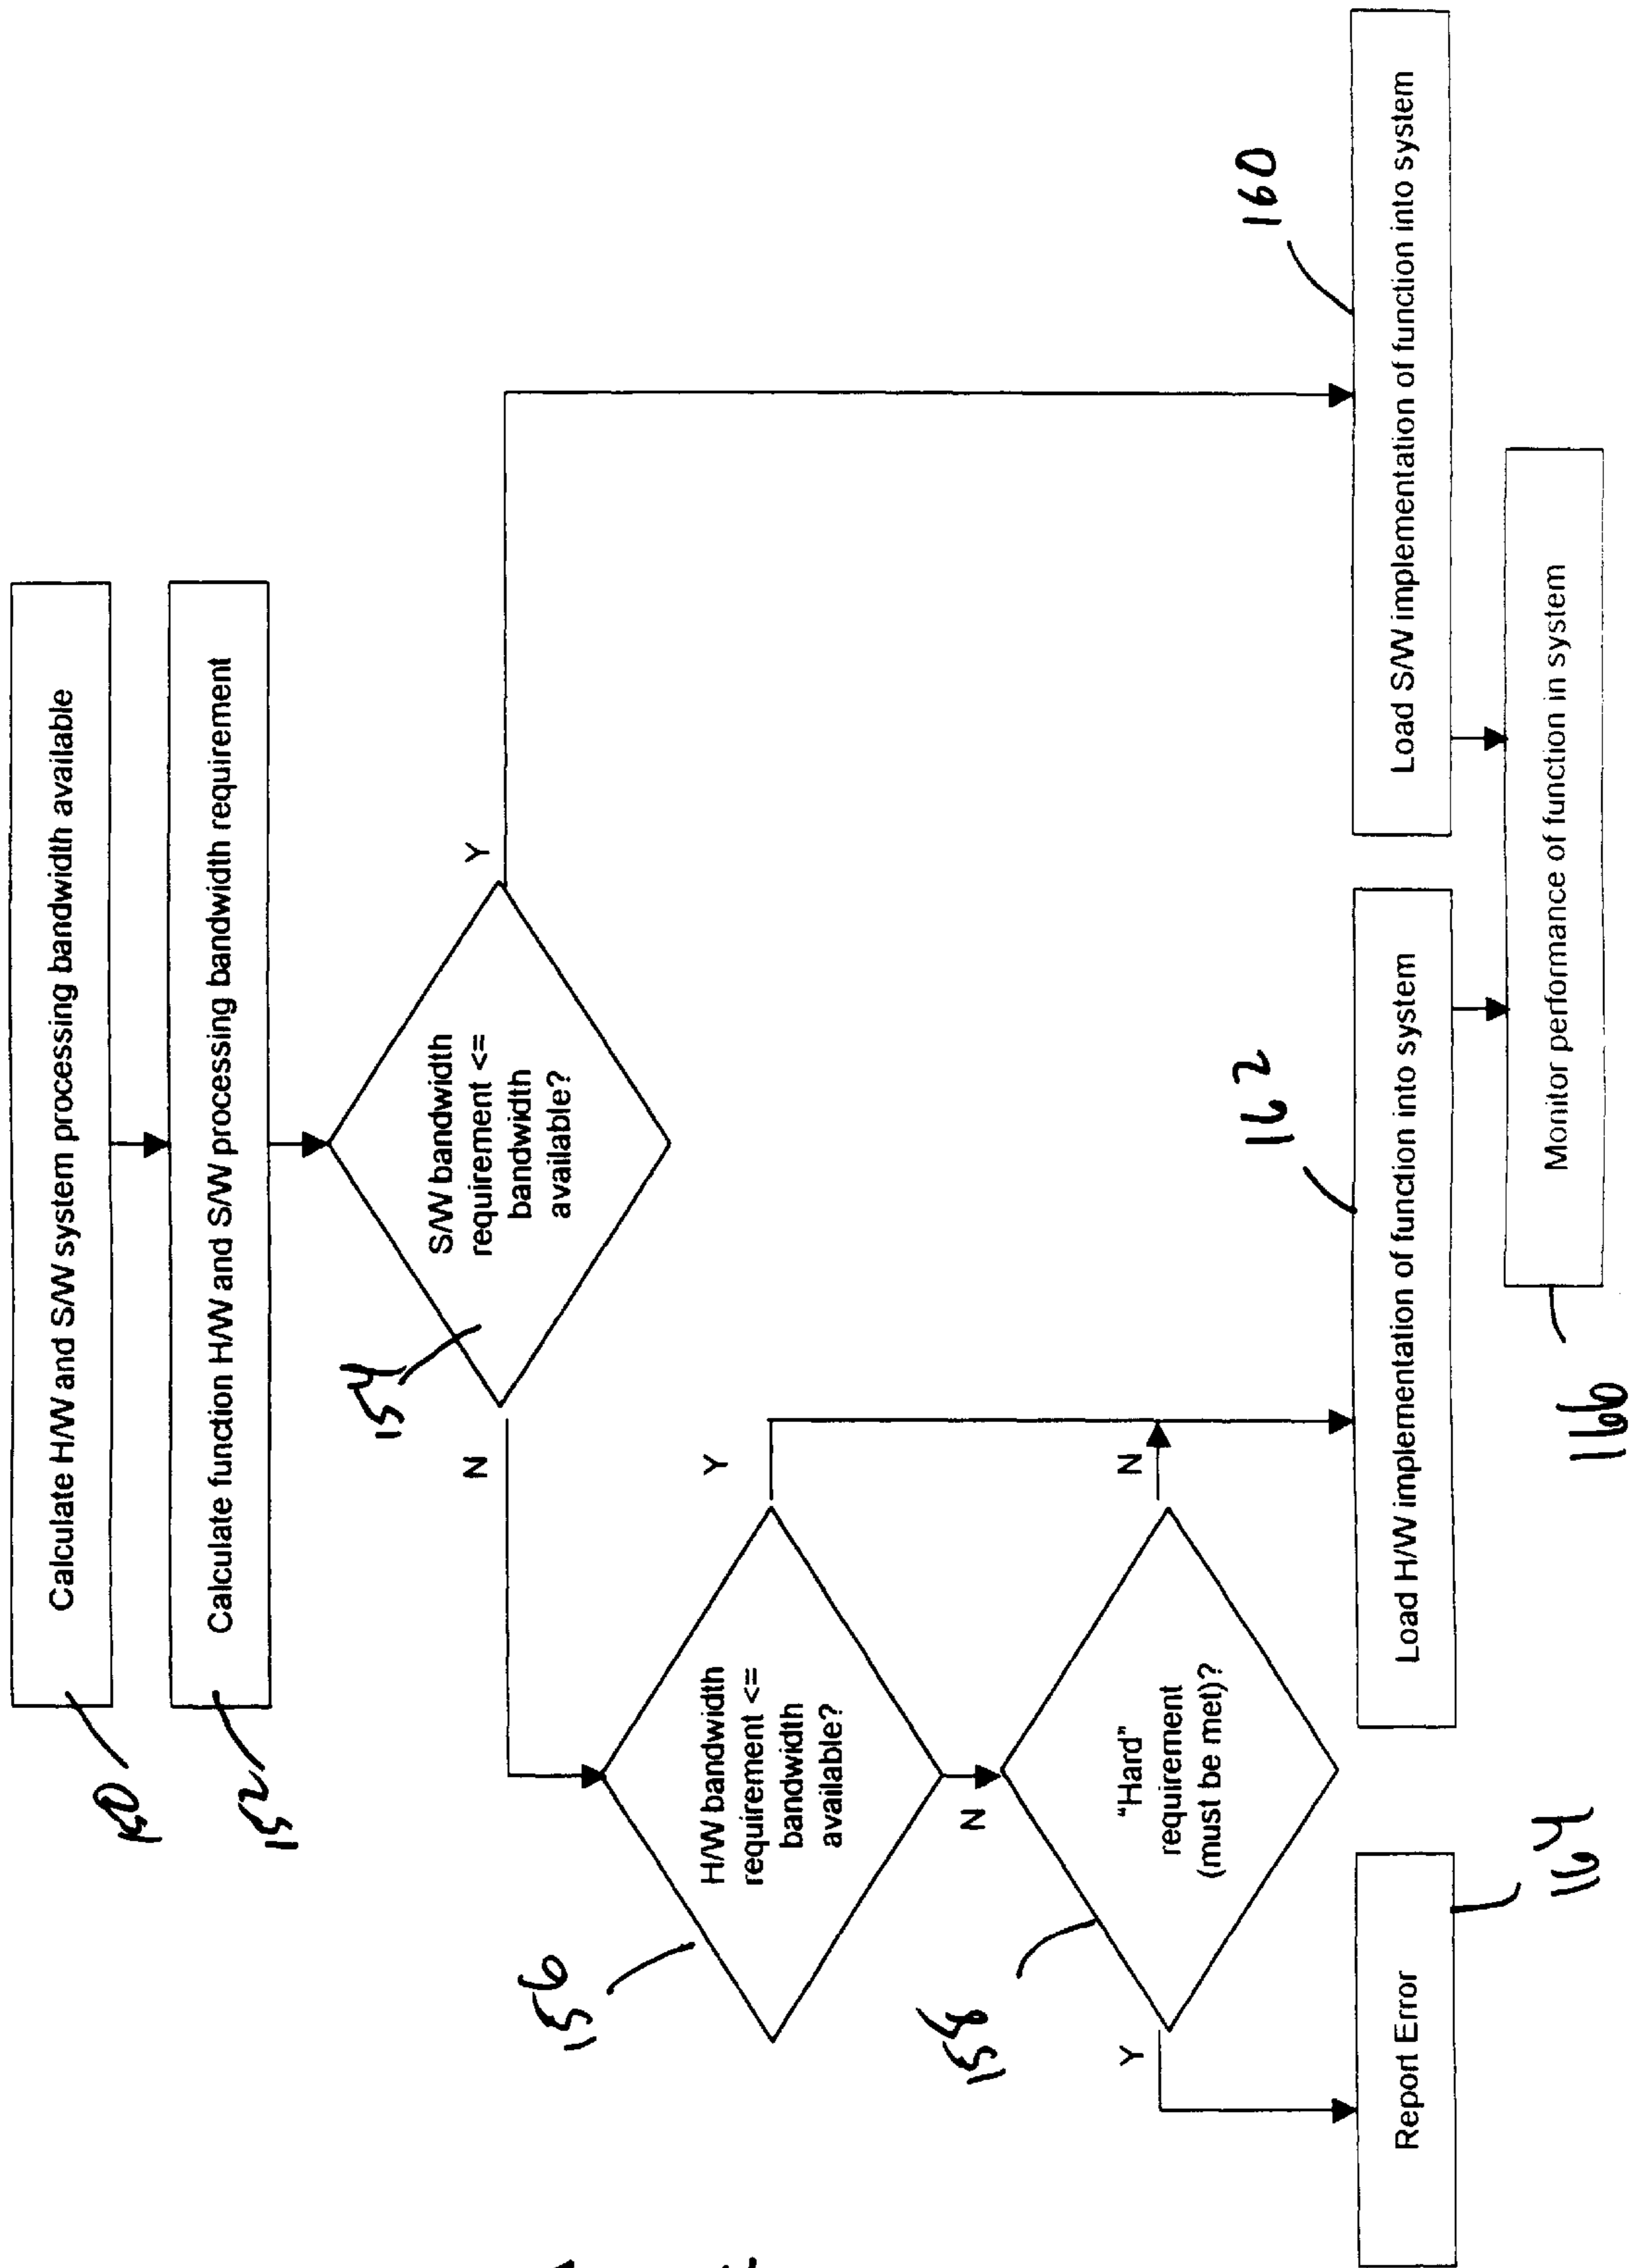 Calculate H/W and S/W system processing bandwidth available
150
Calculate function H/W and S/W processing bandwidth requirement
152
S/W bandwidth
requirement <=
bandwidth
available?
154
Y
N
H/W bandwidth
requirement <=
bandwidth
available?
156
Y
N
"Hard"
requirement
(must be met)?
158
Y
N
Report Error
164
Load H/W implementation of function into system
162
Load S/W implementation of function into system
160
Monitor performance of function in system
166